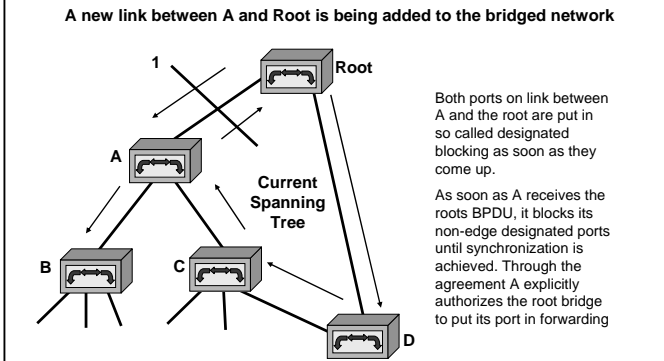 A new link between A and Root is being added to the bridged network
1
Root
A
Current
Spanning
Tree
B
C
D
Both ports on link between
A and the root are put in
so called designated
blocking as soon as they
come up.
As soon as A receives the
roots BPDU, it blocks its
non-edge designated ports
until synchronization is
achieved. Through the
agreement A explicitly
authorizes the root bridge
to put its port in forwarding